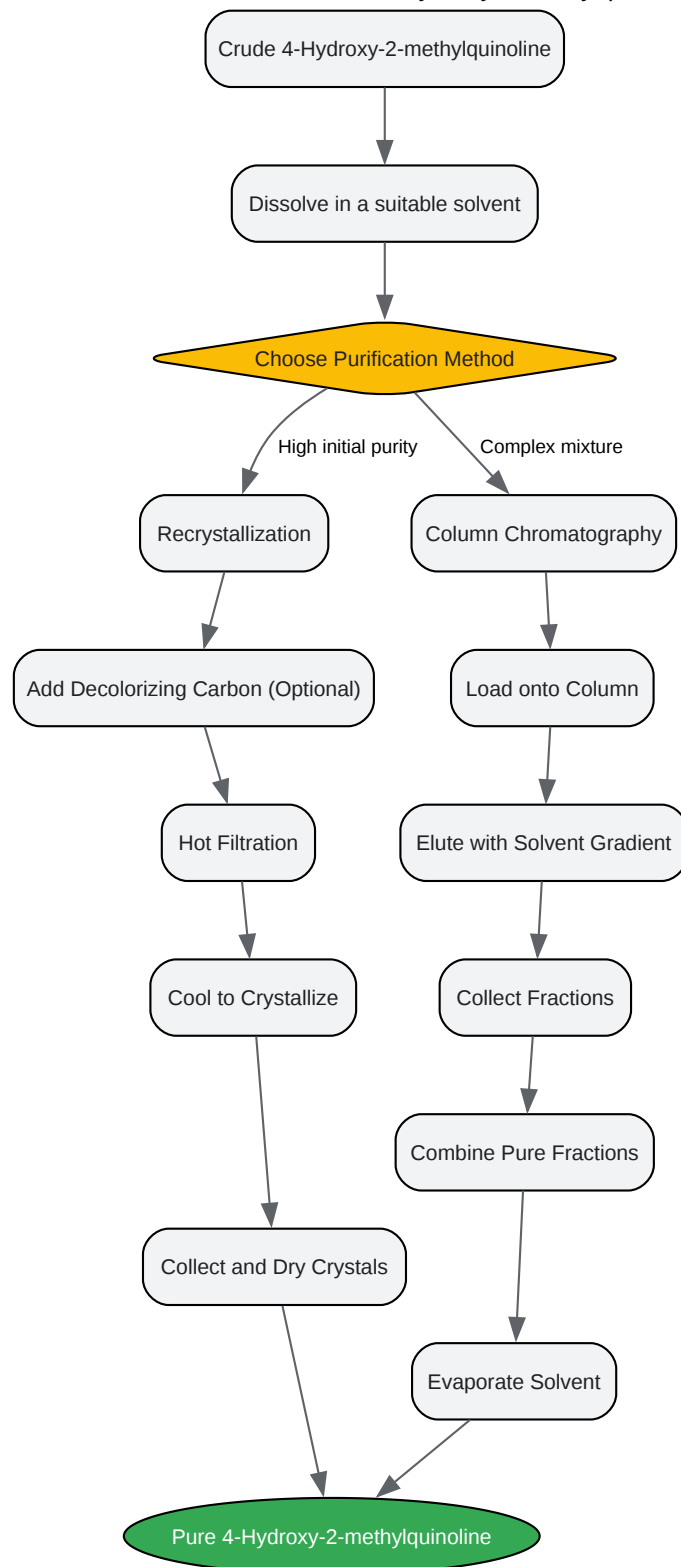 Crude 4-Hydroxy-2-methylquinoline
Dissolve in a suitable solvent
Choose Purification Method
High initial purity
Complex mixture
Recrystallization
Column Chromatography
Add Decolorizing Carbon (Optional)
Load onto Column
Hot Filtration
Elute with Solvent Gradient
Cool to Crystallize
Collect Fractions
Combine Pure Fractions
Collect and Dry Crystals
Evaporate Solvent
Pure 4-Hydroxy-2-methylquinoline